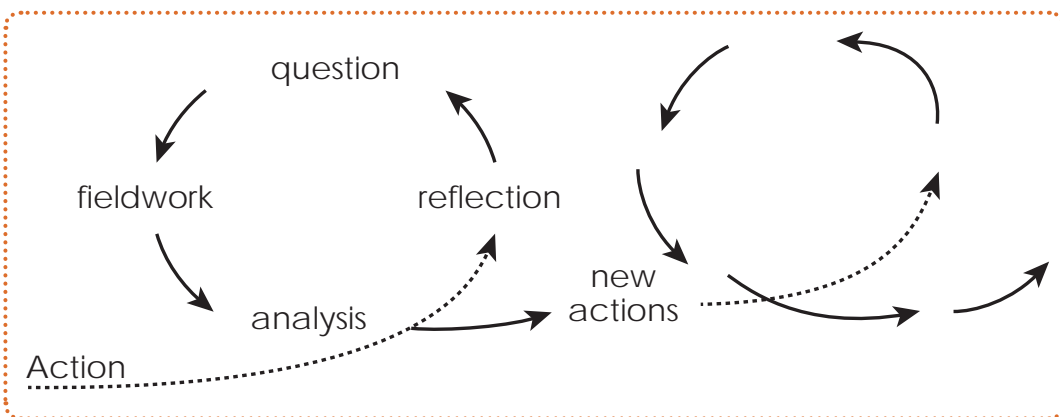 question
fieldwork
reflection
analysis
new
actions
Action